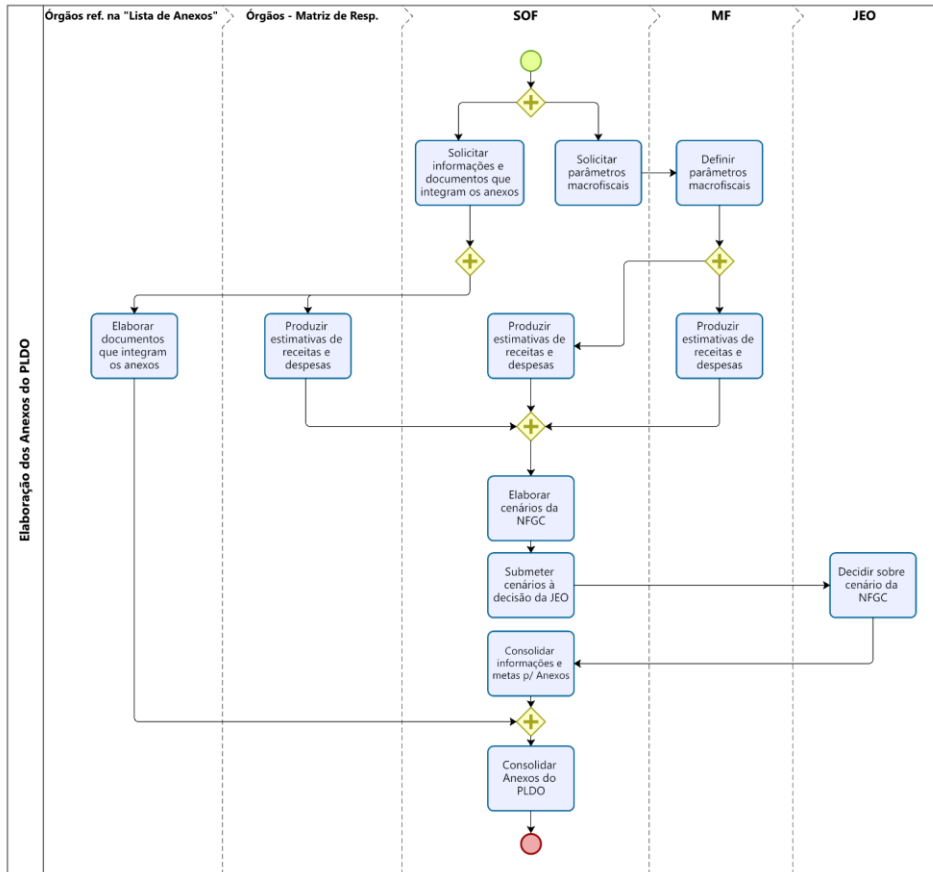 Elaboração dos Anexos do PLDO
Órgãos ref. na "Lista de Anexos"
Órgãos - Matriz de Resp.
SOF
MF
JEO
Solicitar
informações e
documentos que
integram os anexos
Solicitar
parâmetros
macrofiscais
Definir
parâmetros
macrofiscais
Elaborar
documentos
que integram
os anexos
Produzir
estimativas de
receitas e
despesas
Produzir
estimativas de
receitas e
despesas
Produzir
estimativas de
receitas e
despesas
Elaborar
cenários da
NFGC
Submeter
cenários à
decisão da JEO
Decidir sobre
cenário da
NFGC
Consolidar
informações e
metas p/ Anexos
Consolidar
Anexos do
PLDO